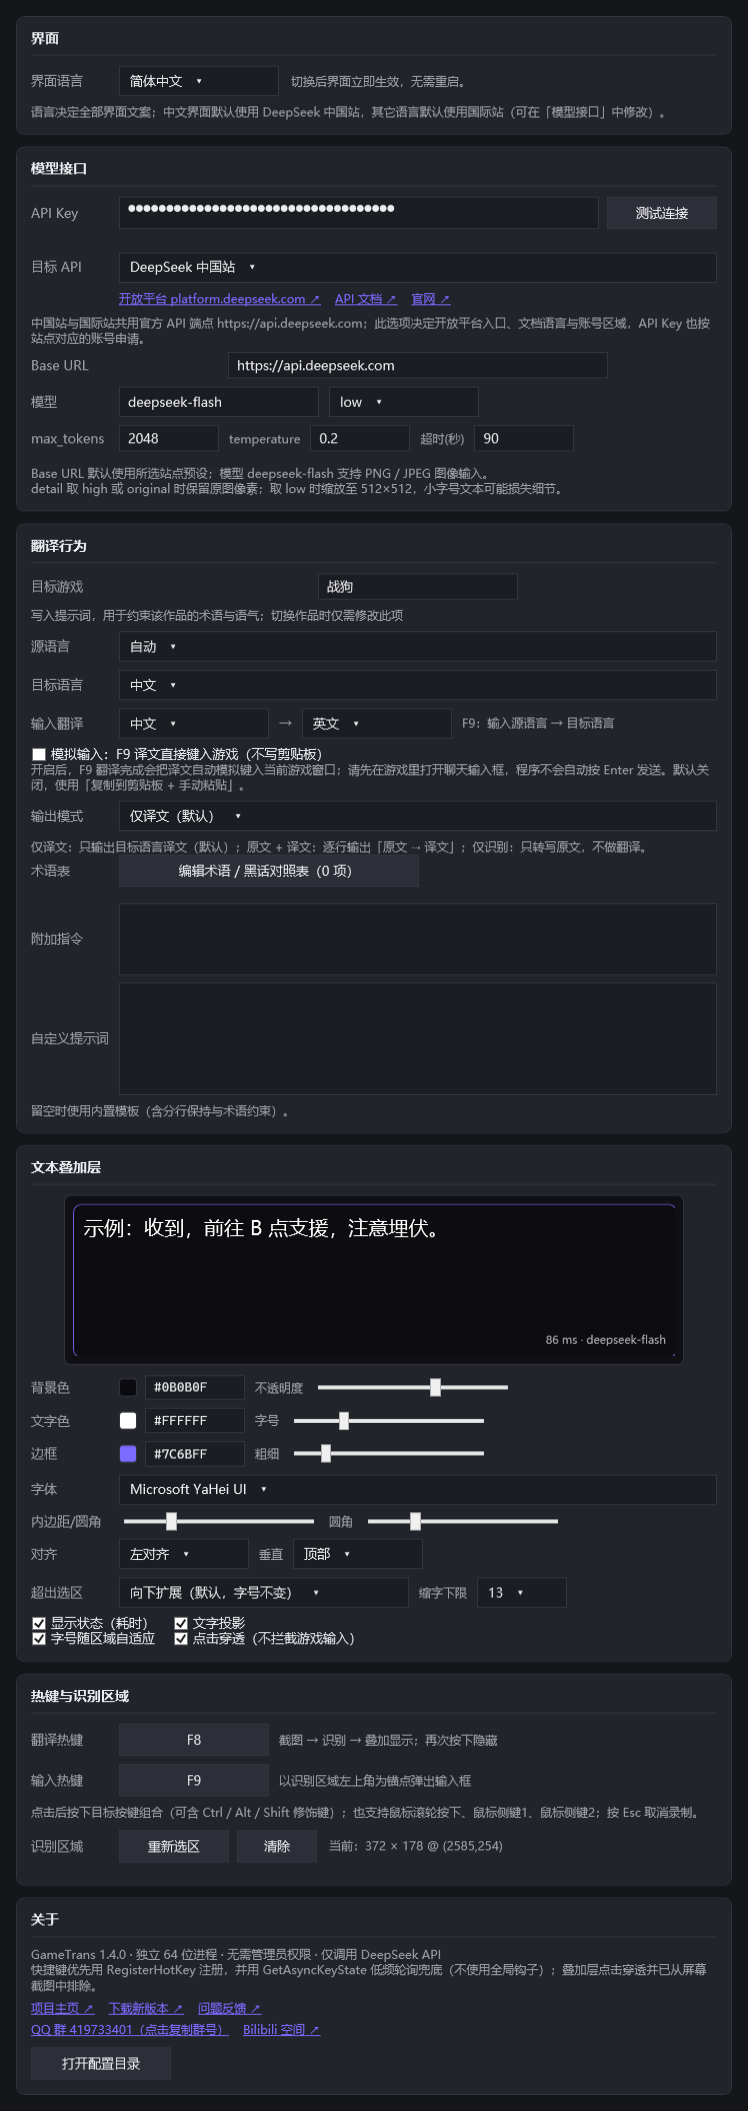 界面
界面语言 简体中文 ▾ 切换后界面立即生效，无需重启。
语言决定全部界面文案；中文界面默认使用 DeepSeek 中国站，其它语言默认使用国际站（可在「模型接口」中修改）。
模型接口
API Key ●●●●●●●●●●●●●●●●●●●●●●●●●●●●●●●●●●● 测试连接
目标 API DeepSeek 中国站 ▾
开放平台 platform.deepseek.com ↗ API 文档 ↗ 官网 ↗
中国站与国际站共用官方 API 端点 https://api.deepseek.com；此选项决定开放平台入口、文档语言与账号区域，API Key 也按
站点对应的账号申请。
Base URL https://api.deepseek.com
模型 deepseek-flash low ▾
max_tokens 2048 temperature 0.2 超时(秒) 90
Base URL 默认使用所选站点预设；模型 deepseek-flash 支持 PNG / JPEG 图像输入。
detail 取 high 或 original 时保留原图像素；取 low 时缩放至 512×512，小字号文本可能损失细节。
翻译行为
目标游戏 战狗
写入提示词，用于约束该作品的术语与语气；切换作品时仅需修改此项
源语言 自动 ▾
目标语言 中文 ▾
输入翻译 中文 ▾ → 英文 ▾ F9：输入源语言 → 目标语言
模拟输入：F9 译文直接键入游戏（不写剪贴板）
开启后，F9 翻译完成会把译文自动模拟键入当前游戏窗口；请先在游戏里打开聊天输入框，程序不会自动按 Enter 发送。默认关
闭，使用「复制到剪贴板 + 手动粘贴」。
输出模式 仅译文（默认） ▾
仅译文：只输出目标语言译文（默认）；原文 + 译文：逐行输出「原文 → 译文」；仅识别：只转写原文，不做翻译。
术语表 编辑术语 / 黑话对照表（0 项）
附加指令
自定义提示词
留空时使用内置模板（含分行保持与术语约束）。
文本叠加层
示例：收到，前往 B 点支援，注意埋伏。
86 ms · deepseek-flash
背景色 #0B0B0F 不透明度
文字色 #FFFFFF 字号
边框 #7C6BFF 粗细
字体 Microsoft YaHei UI ▾
内边距/圆角 圆角
对齐 左对齐 ▾ 垂直 顶部 ▾
超出选区 向下扩展（默认，字号不变） ▾ 缩字下限 13 ▾
显示状态（耗时） 文字投影
字号随区域自适应 点击穿透（不拦截游戏输入）
热键与识别区域
翻译热键 F8 截图 → 识别 → 叠加显示；再次按下隐藏
输入热键 F9 以识别区域左上角为锚点弹出输入框
点击后按下目标按键组合（可含 Ctrl / Alt / Shift 修饰键）；也支持鼠标滚轮按下、鼠标侧键1、鼠标侧键2；按 Esc 取消录制。
识别区域 重新选区 清除 当前：372 × 178 @ (2585,254)
关于
GameTrans 1.4.0 · 独立 64 位进程 · 无需管理员权限 · 仅调用 DeepSeek API
快捷键优先用 RegisterHotKey 注册，并用 GetAsyncKeyState 低频轮询兜底（不使用全局钩子）；叠加层点击穿透并已从屏幕
截图中排除。
项目主页 ↗ 下载新版本 ↗ 问题反馈 ↗
QQ 群 419733401（点击复制群号） Bilibili 空间 ↗
打开配置目录